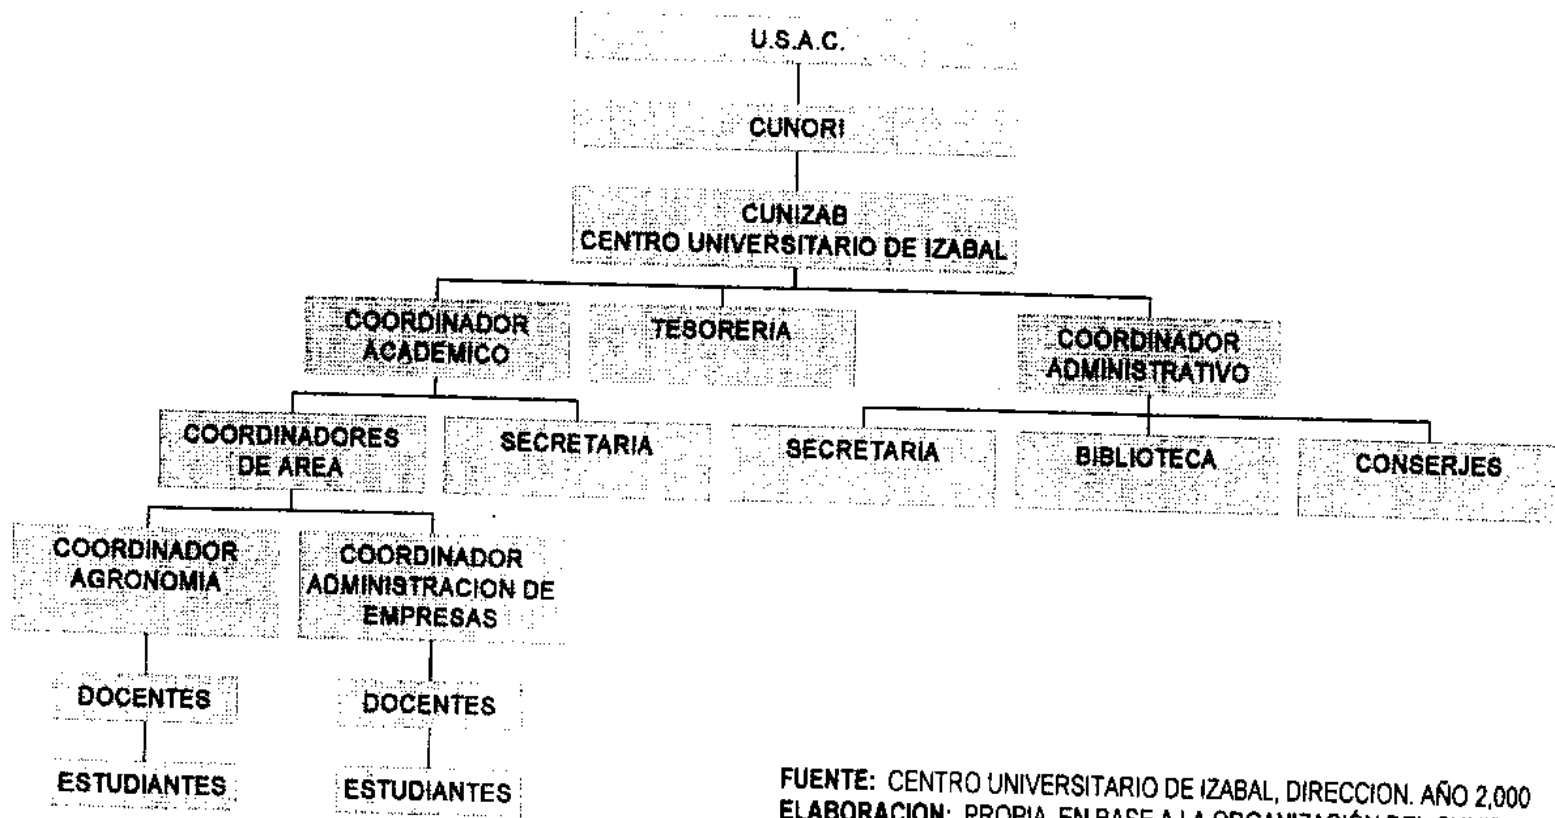 U.S.A.C.
CUNORI
CUNIZAB
CENTRO UNIVERSITARIO DE IZABAL
COORDINADOR
ACADEMICO
TESORERIA
COORDINADOR
ADMINISTRATIVO
COORDINADORES
DE AREA
SECRETARIA
SECRETARIA
BIBLIOTECA
CONSERJES
COORDINADOR
AGRONOMIA
COORDINADOR
ADMINISTRACION DE
EMPRESAS
DOCENTES
DOCENTES
ESTUDIANTES
ESTUDIANTES
FUENTE: CENTRO UNIVERSITARIO DE IZABAL, DIRECCION. AÑO 2,000
ELABORACION: PROPIA, EN BASE A LA ORGANIZACIÓN DEL